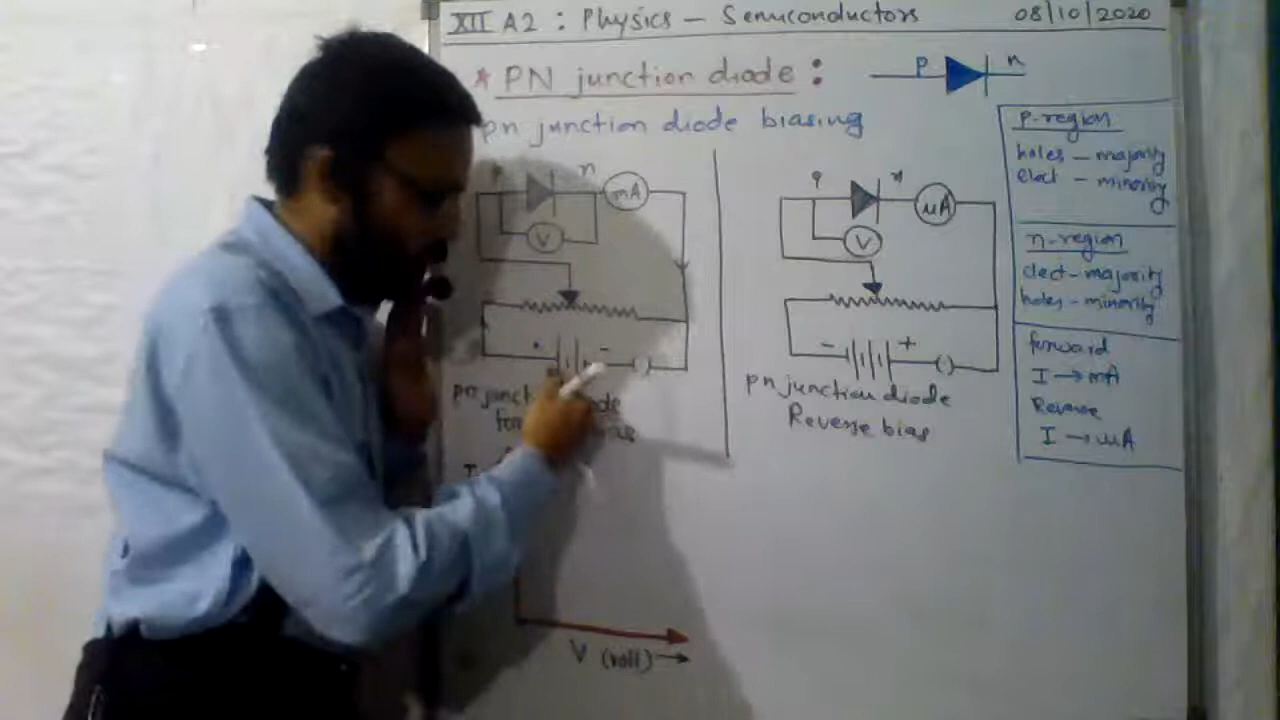 XII A2 : Physics – Semiconductors 08/10/2020
* PN junction diode :
p n
pn junction diode biasing
p n mA
V
-
pn
p n μA
V
- +
pn junction diode
Reverse bias
p-region
holes – majority
elect – minority
n-region
elect - majority
holes - minority
forward
I → mA
Reverse
I → μA
I
V (volt) →